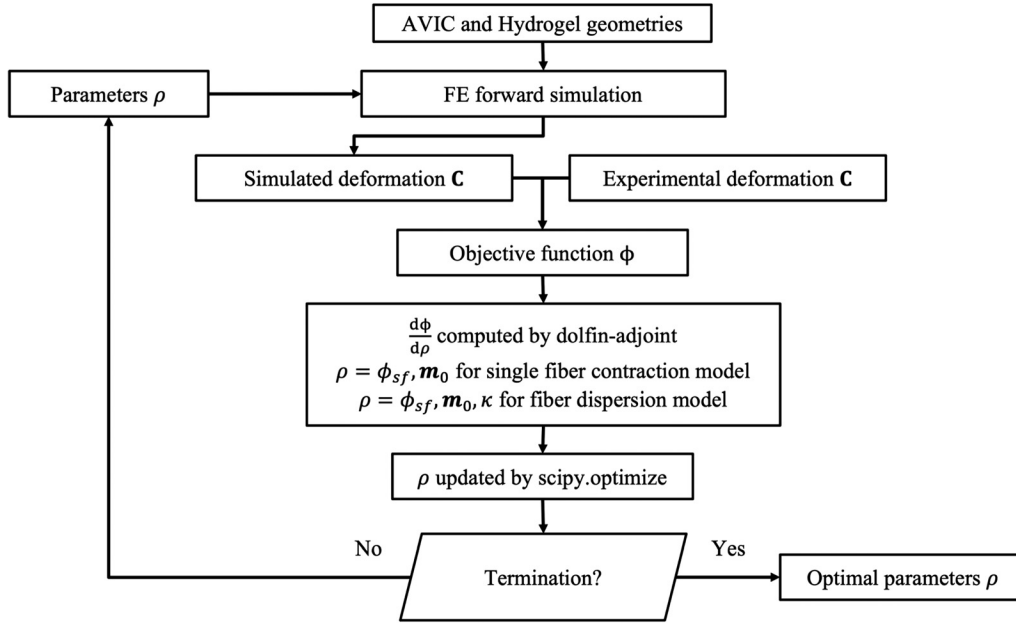 AVIC and Hydrogel geometries
Parameters ρ
FE forward simulation
Simulated deformation 𝐂
Experimental deformation 𝐂
Objective function ϕ
dϕ/dρ computed by dolfin-adjoint
ρ = ϕ_sf, 𝒎₀ for single fiber contraction model
ρ = ϕ_sf, 𝒎₀, κ for fiber dispersion model
ρ updated by scipy.optimize
No
Yes
Termination?
Optimal parameters ρ